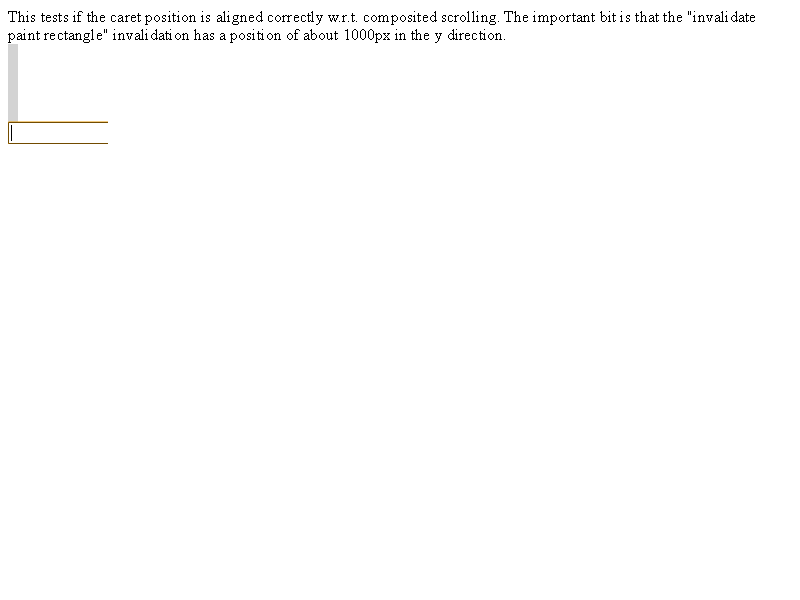 This tests if the caret position is aligned correctly w.r.t. composited scrolling. The important bit is that the "invalidate
paint rectangle" invalidation has a position of about 1000px in the y direction.